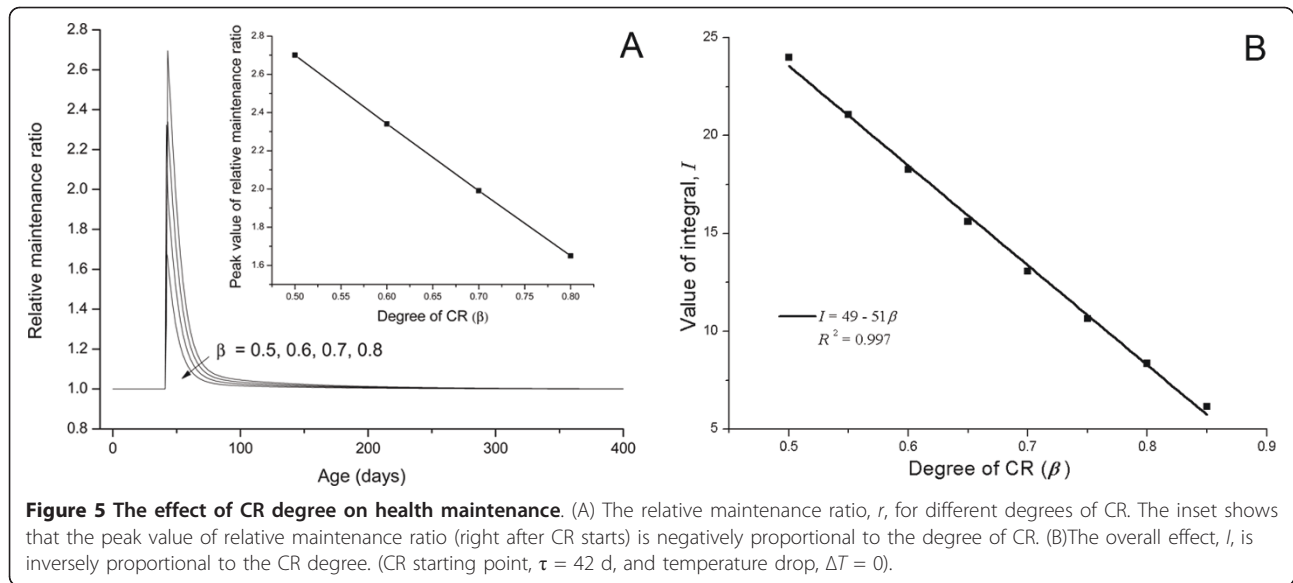 A
Relative maintenance ratio
2.8
2.6
2.4
2.2
2.0
1.8
1.6
1.4
1.2
1.0
0.8
0
100
200
300
400
Age (days)
β = 0.5, 0.6, 0.7, 0.8
Peak value of relative maintenance ratio
2.8
2.6
2.4
2.2
2.0
1.8
1.6
0.50
0.55
0.60
0.65
0.70
0.75
0.80
Degree of CR (β)
B
Value of integral, I
25
20
15
10
5
0.5
0.6
0.7
0.8
0.9
Degree of CR (β)
I = 49 - 51β
R² = 0.997
Figure 5 The effect of CR degree on health maintenance. (A) The relative maintenance ratio, r, for different degrees of CR. The inset shows
that the peak value of relative maintenance ratio (right after CR starts) is negatively proportional to the degree of CR. (B)The overall effect, I, is
inversely proportional to the CR degree. (CR starting point, τ = 42 d, and temperature drop, ΔT = 0).